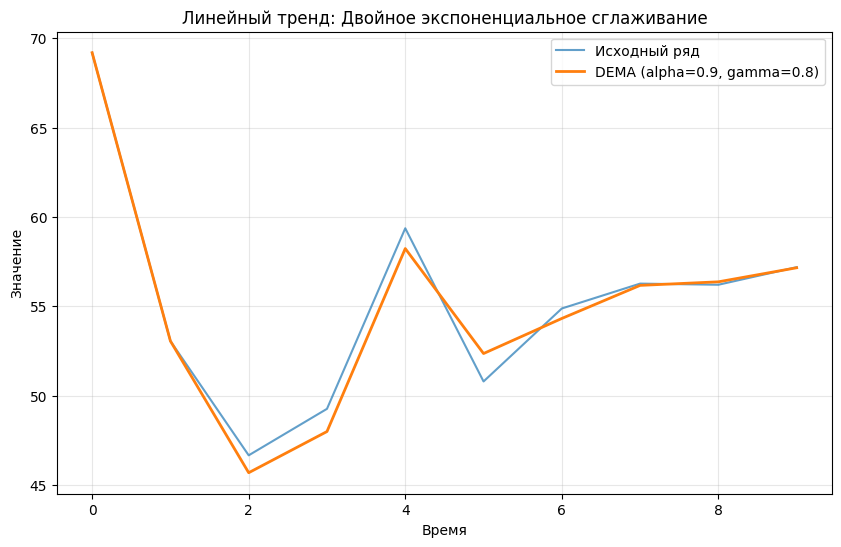 Линейный тренд: Двойное экспоненциальное сглаживание
Исходный ряд
DEMA (alpha=0.9, gamma=0.8)
Значение
70
65
60
55
50
45
0
2
4
6
8
Время